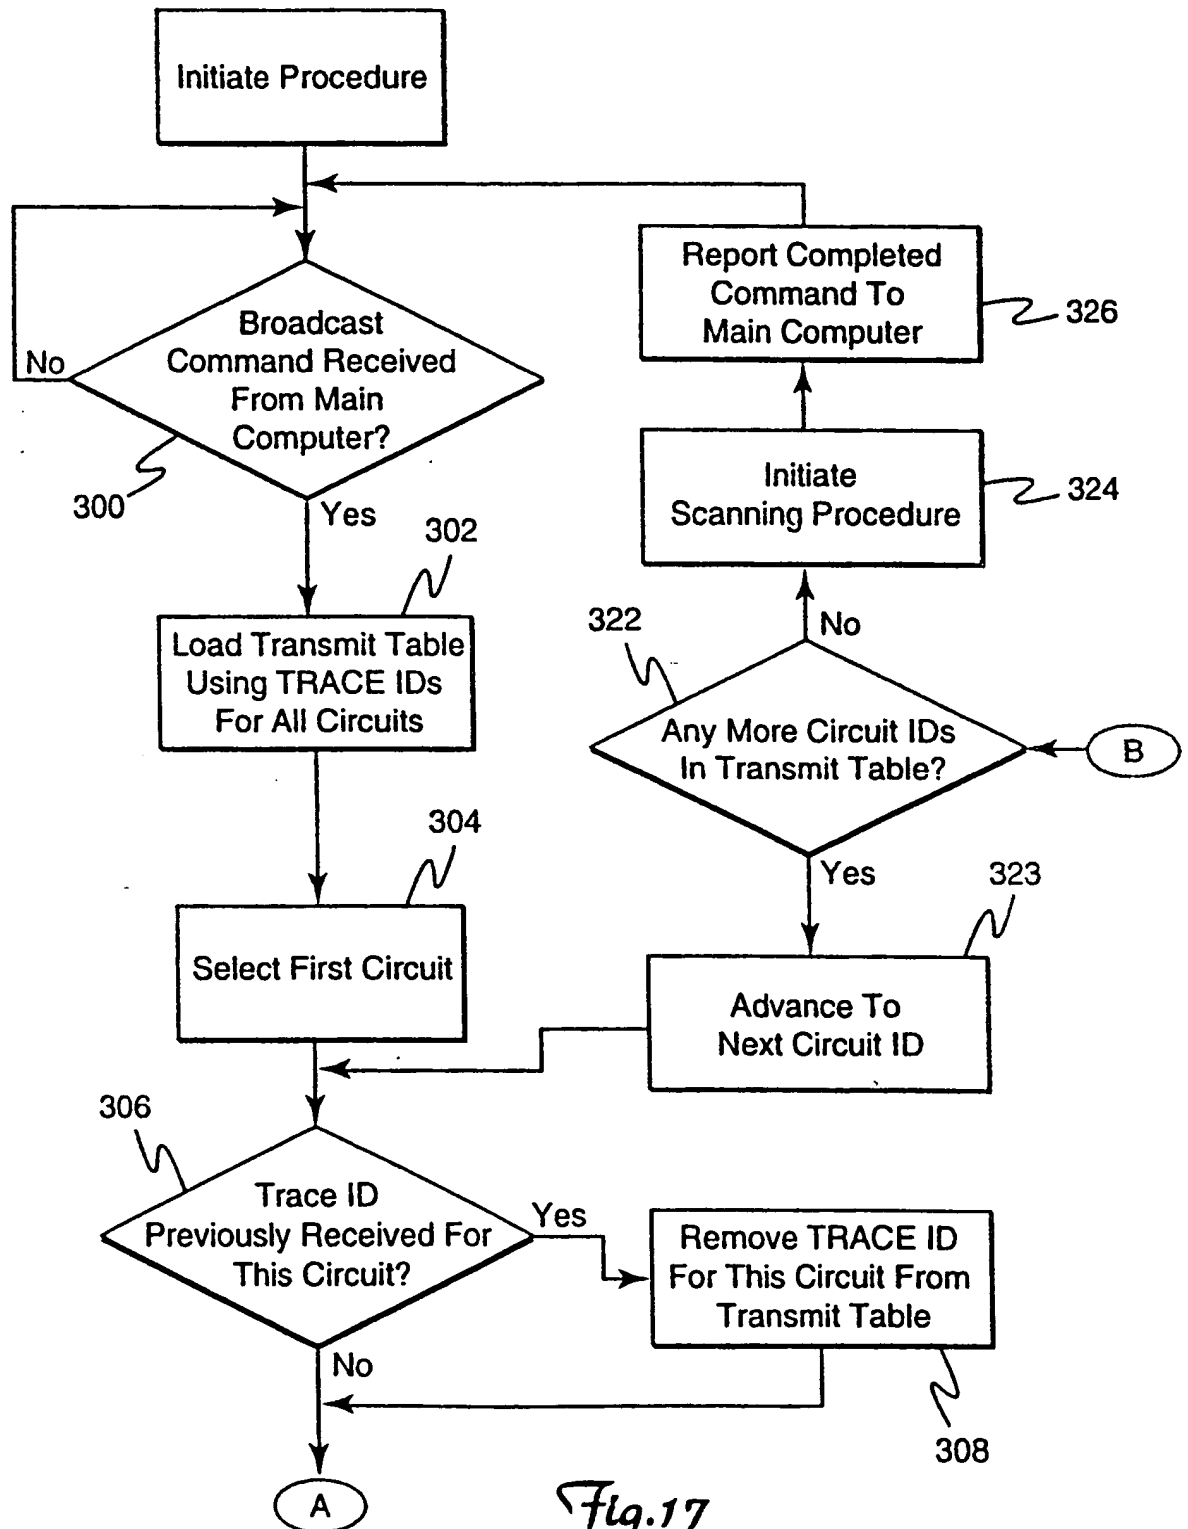 Initiate Procedure
Broadcast
Command Received
From Main
Computer?
No
300
Yes
302
Load Transmit Table
Using TRACE IDs
For All Circuits
304
Select First Circuit
306
Trace ID
Previously Received For
This Circuit?
Yes
No
Remove TRACE ID
For This Circuit From
Transmit Table
308
A
Report Completed
Command To
Main Computer
326
Initiate
Scanning Procedure
324
No
322
Any More Circuit IDs
In Transmit Table?
B
Yes
323
Advance To
Next Circuit ID
Fig.17